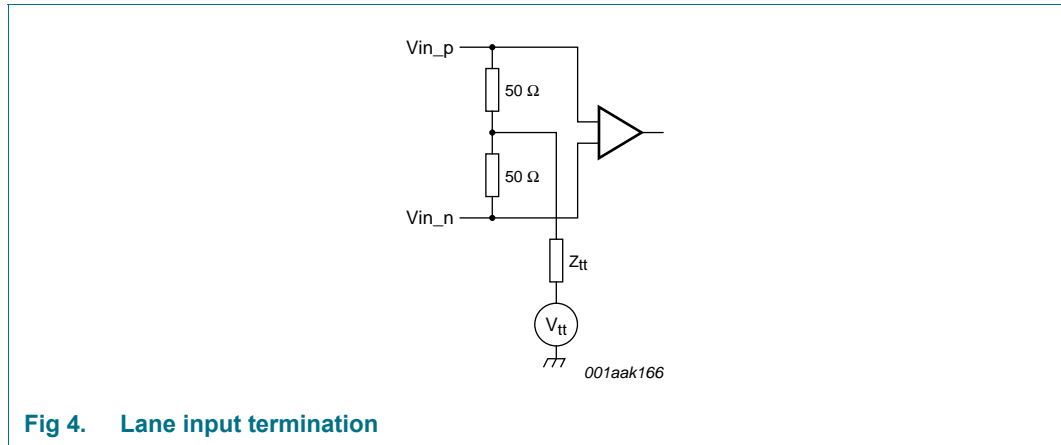 Vin_p
50 Ω
50 Ω
Vin_n
Ztt
Vtt
001aak166
Fig 4. Lane input termination